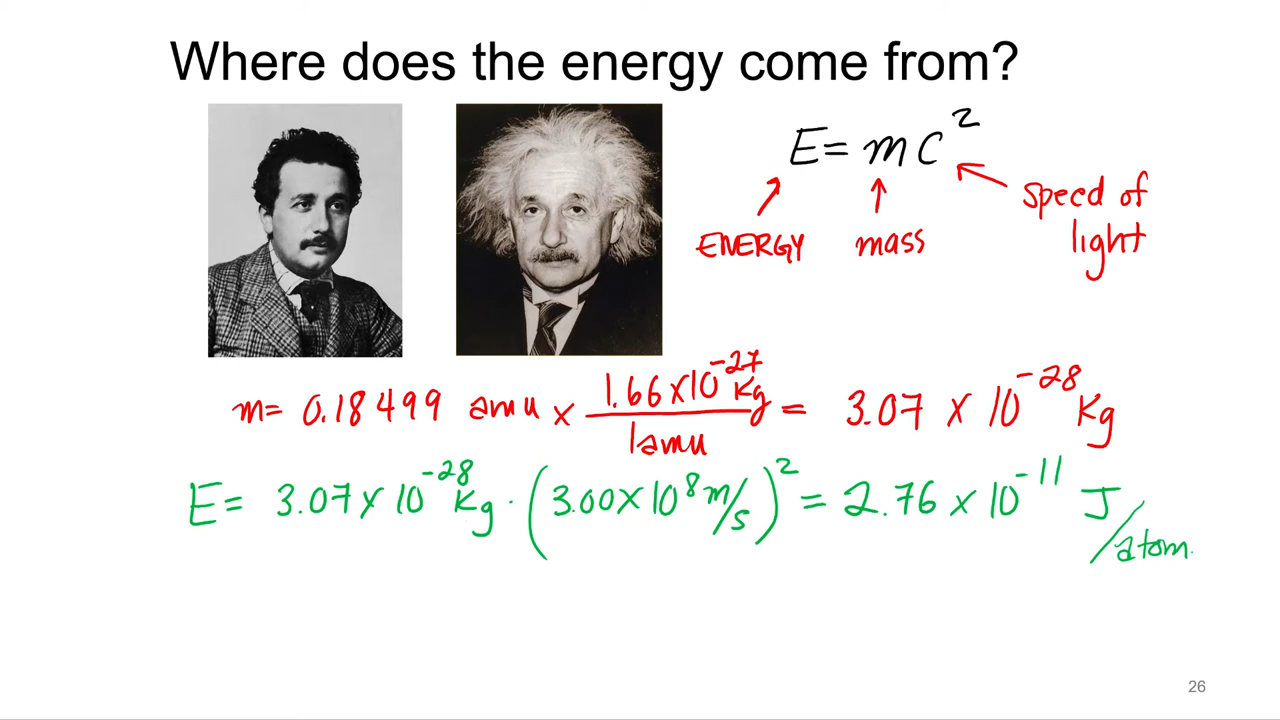 Where does the energy come from?
E = mc²
ENERGY mass speed of light
m = 0.18499 amu × 1.66 × 10⁻²⁷ Kg / 1 amu = 3.07 × 10⁻²⁸ Kg
E = 3.07 × 10⁻²⁸ Kg · (3.00 × 10⁸ m/s)² = 2.76 × 10⁻¹¹ J/atom.
26